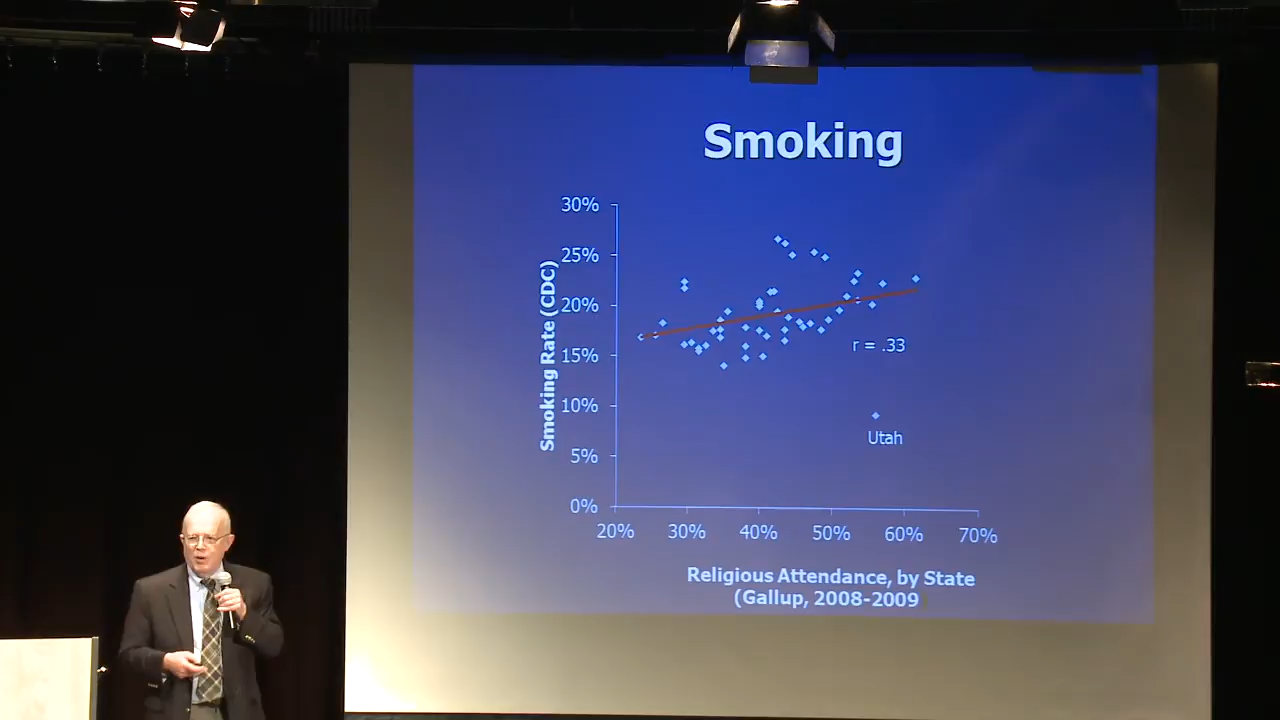 Smoking
30%
25%
20%
15%
10%
5%
0%
Smoking Rate (CDC)
r = .33
Utah
20% 30% 40% 50% 60% 70%
Religious Attendance, by State
(Gallup, 2008-2009